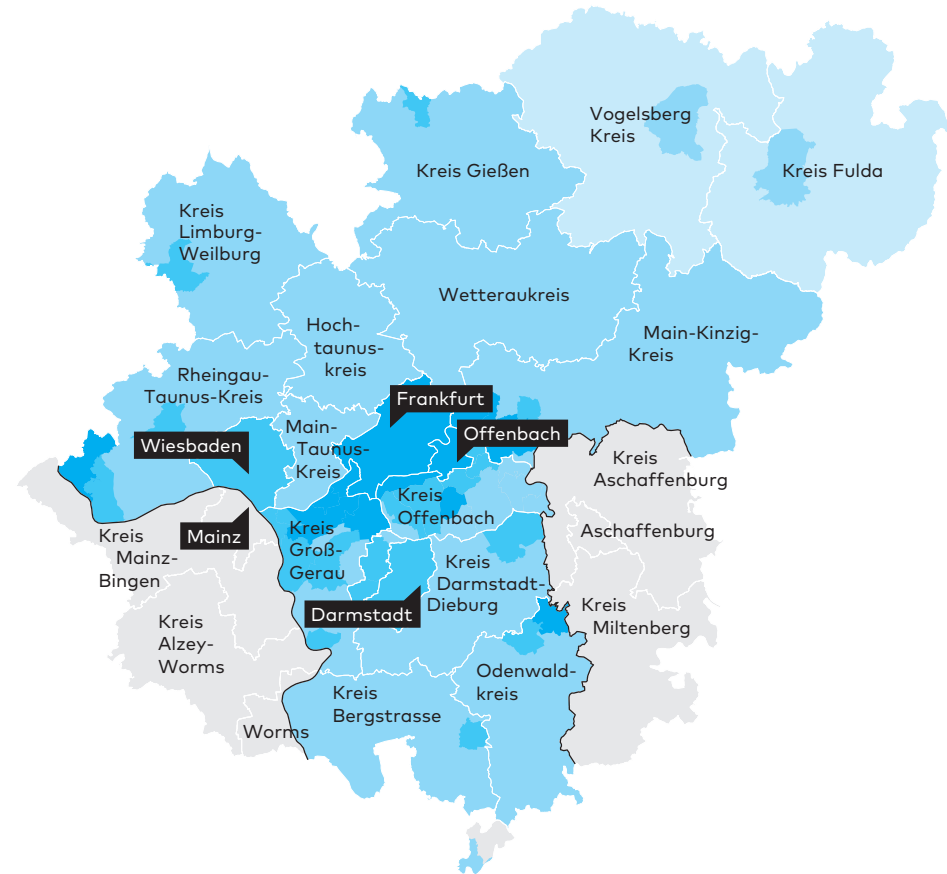 Vogelsberg
Kreis
Kreis Gießen
Kreis Fulda
Kreis
Limburg-
Weilburg
Wetteraukreis
Hoch-
taunus-
kreis
Main-Kinzig-
Kreis
Rheingau-
Taunus-Kreis
Frankfurt
Main-
Taunus-
Kreis
Offenbach
Wiesbaden
Kreis
Aschaffenburg
Kreis
Offenbach
Mainz
Kreis
Groß-
Gerau
Aschaffenburg
Kreis
Mainz-
Bingen
Kreis
Darmstadt-
Dieburg
Darmstadt
Kreis
Miltenberg
Kreis
Alzey-
Worms
Odenwald-
kreis
Kreis
Bergstrasse
Worms